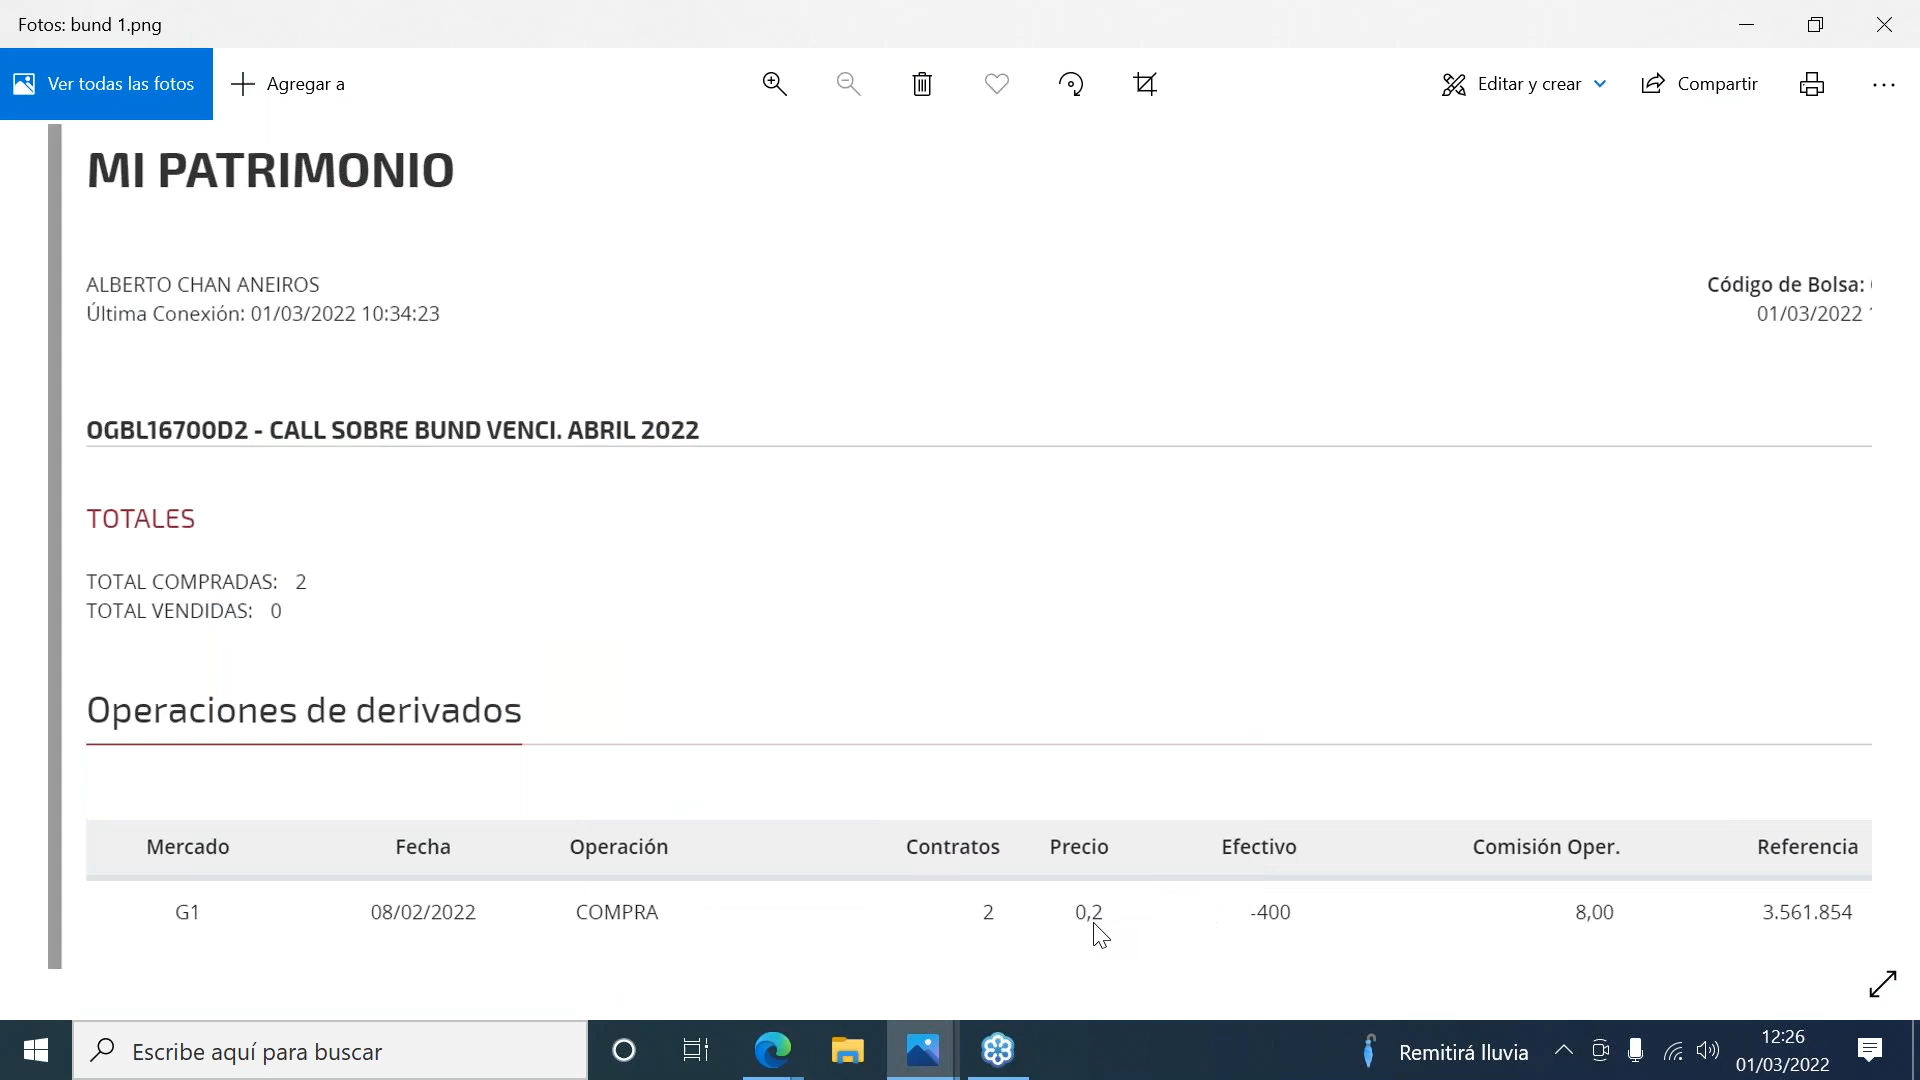 Fotos: bund 1.png
Ver todas las fotos
Agregar a
Editar y crear
Compartir
MI PATRIMONIO
ALBERTO CHAN ANEIROS
Código de Bolsa:
Última Conexión: 01/03/2022 10:34:23
01/03/2022
OGBL16700D2 - CALL SOBRE BUND VENCI. ABRIL 2022
TOTALES
TOTAL COMPRADAS: 2
TOTAL VENDIDAS: 0
Operaciones de derivados
Mercado Fecha Operación Contratos Precio Efectivo Comisión Oper. Referencia
G1 08/02/2022 COMPRA 2 0,2 -400 8,00 3.561.854
Escribe aquí para buscar
Remitirá lluvia
12:26
01/03/2022